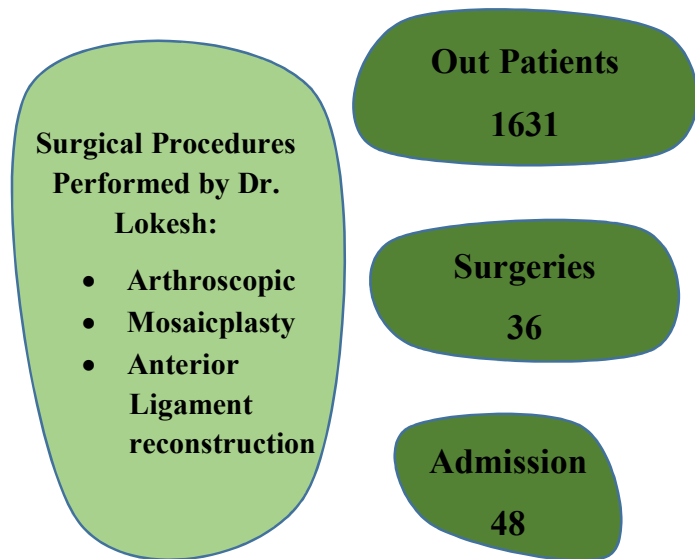 Surgical Procedures
Performed by Dr.
Lokesh:
• Arthroscopic
• Mosaicplasty
• Anterior
Ligament
reconstruction
Out Patients
1631
Surgeries
36
Admission
48